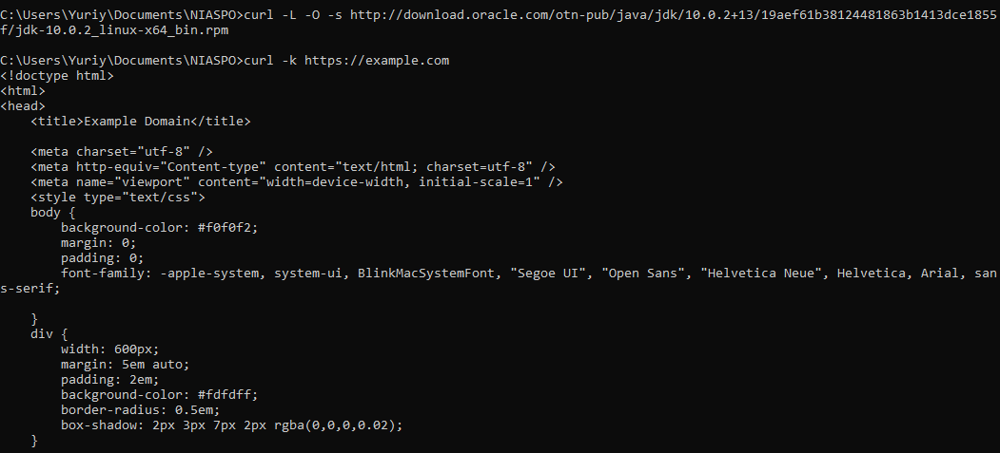 C:\Users\Yuriy\Documents\NIASPO>curl -L -O -s http://download.oracle.com/otn-pub/java/jdk/10.0.2+13/19aef61b38124481863b1413dce1855
f/jdk-10.0.2_linux-x64_bin.rpm
C:\Users\Yuriy\Documents\NIASPO>curl -k https://example.com
<!doctype html>
<html>
<head>
    <title>Example Domain</title>
    <meta charset="utf-8" />
    <meta http-equiv="Content-type" content="text/html; charset=utf-8" />
    <meta name="viewport" content="width=device-width, initial-scale=1" />
    <style type="text/css">
    body {
        background-color: #f0f0f2;
        margin: 0;
        padding: 0;
        font-family: -apple-system, system-ui, BlinkMacSystemFont, "Segoe UI", "Open Sans", "Helvetica Neue", Helvetica, Arial, san
s-serif;
    }
    div {
        width: 600px;
        margin: 5em auto;
        padding: 2em;
        background-color: #fdfdff;
        border-radius: 0.5em;
        box-shadow: 2px 3px 7px 2px rgba(0,0,0,0.02);
    }